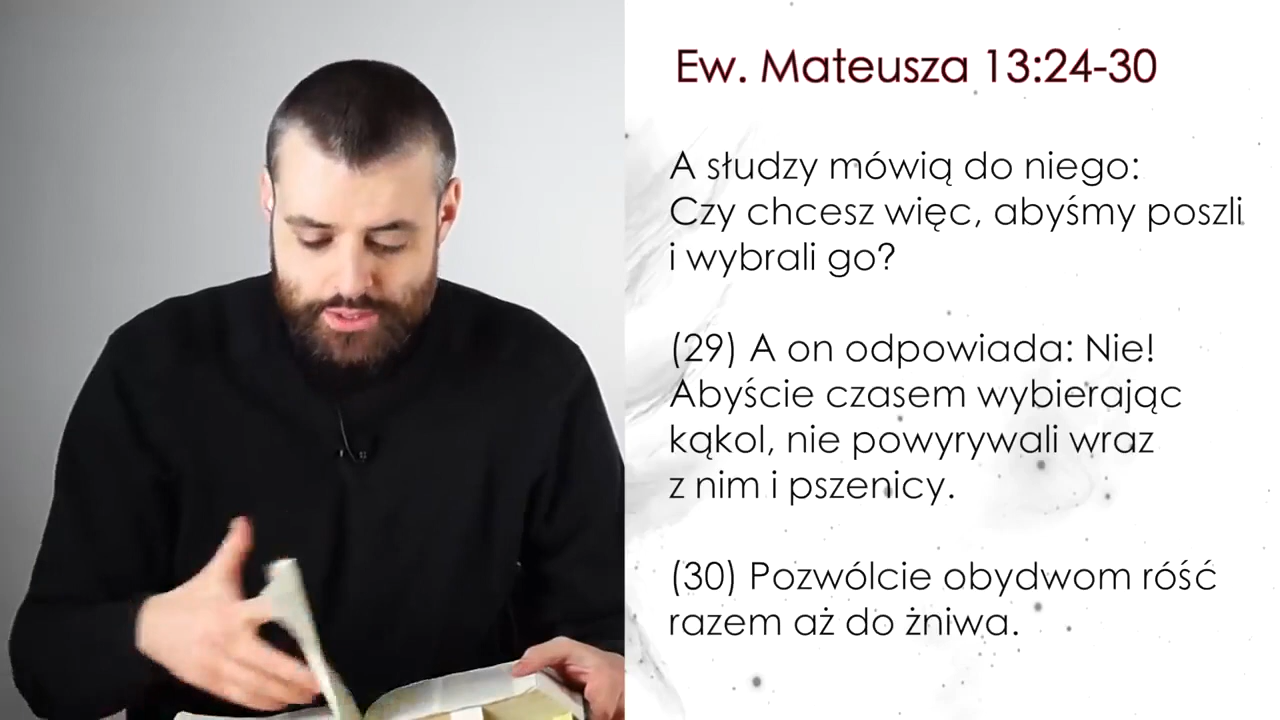 Ew. Mateusza 13:24-30
A słudzy mówią do niego:
Czy chcesz więc, abyśmy poszli
i wybrali go?
(29) A on odpowiada: Nie!
Abyście czasem wybierając
kąkol, nie powyrywali wraz
z nim i pszenicy.
(30) Pozwólcie obydwom róść
razem aż do żniwa.